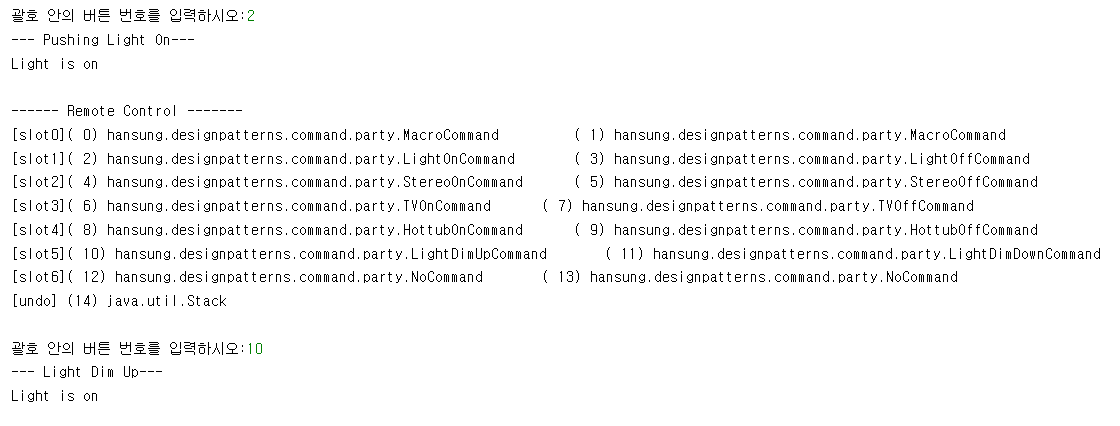 괄호 안의 버튼 번호를 입력하시오:2
--- Pushing Light On---
Light is on
------ Remote Control -------
[slot0]( 0) hansung.designpatterns.command.party.MacroCommand ( 1) hansung.designpatterns.command.party.MacroCommand
[slot1]( 2) hansung.designpatterns.command.party.LightOnCommand ( 3) hansung.designpatterns.command.party.LightOffCommand
[slot2]( 4) hansung.designpatterns.command.party.StereoOnCommand ( 5) hansung.designpatterns.command.party.StereoOffCommand
[slot3]( 6) hansung.designpatterns.command.party.TVOnCommand ( 7) hansung.designpatterns.command.party.TVOffCommand
[slot4]( 8) hansung.designpatterns.command.party.HottubOnCommand ( 9) hansung.designpatterns.command.party.HottubOffCommand
[slot5]( 10) hansung.designpatterns.command.party.LightDimUpCommand ( 11) hansung.designpatterns.command.party.LightDimDownCommand
[slot6]( 12) hansung.designpatterns.command.party.NoCommand ( 13) hansung.designpatterns.command.party.NoCommand
[undo] (14) java.util.Stack
괄호 안의 버튼 번호를 입력하시오:10
--- Light Dim Up---
Light is on